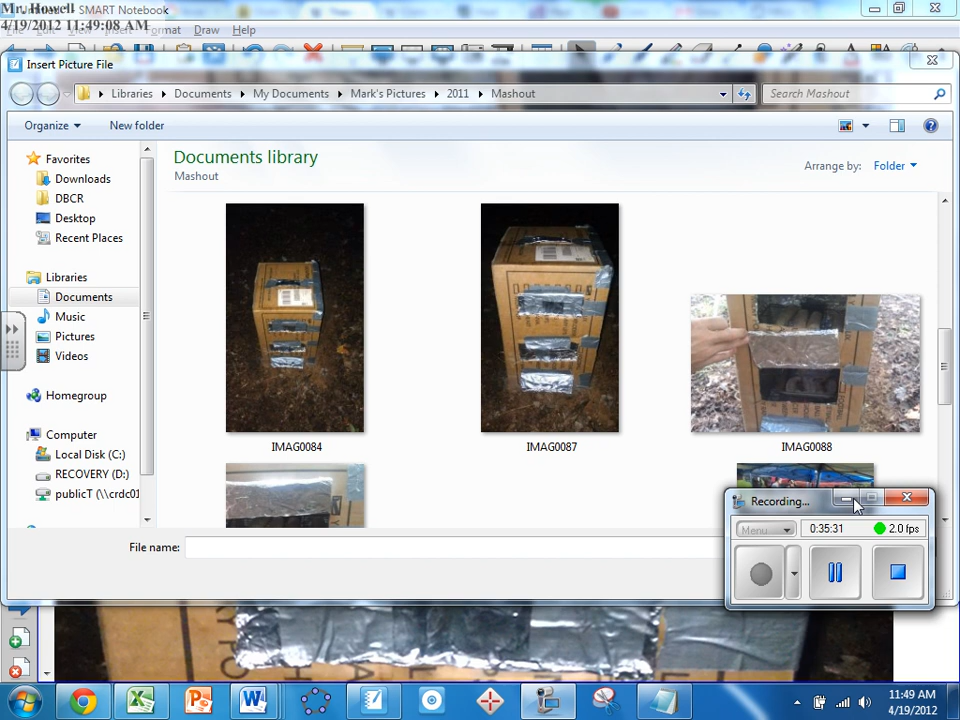 Mr. Howell
SMART Notebook
4/19/2012 11:49:08 AM
Format Draw Help
Insert Picture File
Libraries Documents My Documents Mark's Pictures 2011 Mashout
Search Mashout
Organize New folder
Favorites
Downloads
DBCR
Desktop
Recent Places
Libraries
Documents
Music
Pictures
Videos
Homegroup
Computer
Local Disk (C:)
RECOVERY (D:)
publicT (\\crdc01
Documents library
Mashout
Arrange by: Folder
IMAG0084 IMAG0087 IMAG0088
File name:
Recording...
Menu 0:35:31 2.0 fps
11:49 AM
4/19/2012